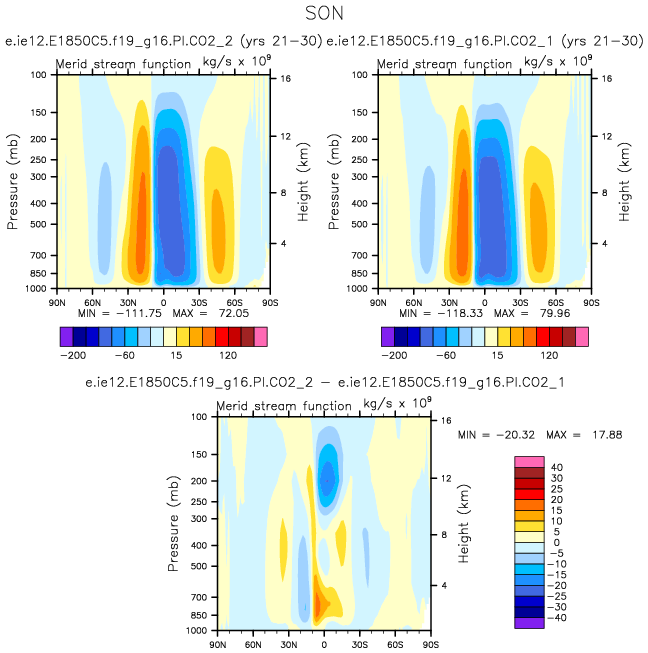 SON
e.ie12.E1850C5.f19_g16.PI.CO2_2 (yrs 21-30) e.ie12.E1850C5.f19_g16.PI.CO2_1 (yrs 21-30)
Merid stream function kg/s x 10⁹ Merid stream function kg/s x 10⁹
100 16 100 16
150 150
200 12 200 12
250 250
300 300
400 8 400 8
500 500
700 4 700 4
850 850
1000 1000
Pressure (mb) Height (km) Pressure (mb) Height (km)
90N 60N 30N 0 30S 60S 90S 90N 60N 30N 0 30S 60S 90S
MIN = -111.75 MAX = 72.05 MIN = -118.33 MAX = 79.96
-200 -60 15 120 -200 -60 15 120
e.ie12.E1850C5.f19_g16.PI.CO2_2 - e.ie12.E1850C5.f19_g16.PI.CO2_1
Merid stream function kg/s x 10⁹
MIN = -20.32 MAX = 17.88
100 16
150
200 12
250
300
400 8
500
700 4
850
1000
Pressure (mb) Height (km)
90N 60N 30N 0 30S 60S 90S
40
30
25
20
15
10
5
0
-5
-10
-15
-20
-25
-30
-40